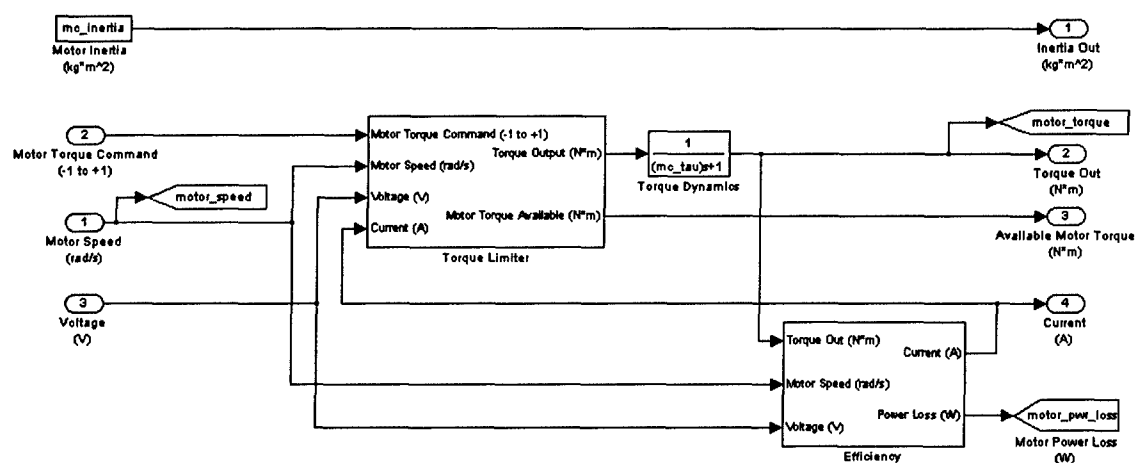 mc_inertia
Motor Inertia
(kg*m^2)
1
Inertia Out
(kg*m^2)
2
Motor Torque Command
(-1 to +1)
motor_speed
1
Motor Speed
(rad/s)
3
Voltage
(V)
Motor Torque Command (-1 to +1)
Torque Output (N*m)
Motor Speed (rad/s)
Voltage (V)
Motor Torque Available (N*m)
Current (A)
Torque Limiter
1
(mc_tau)s+1
Torque Dynamics
motor_torque
2
Torque Out
(N*m)
3
Available Motor Torque
(N*m)
4
Current
(A)
Torque Out (N*m)
Current (A)
Motor Speed (rad/s)
Power Loss (W)
Voltage (V)
Efficiency
motor_pwr_loss
Motor Power Loss
(W)